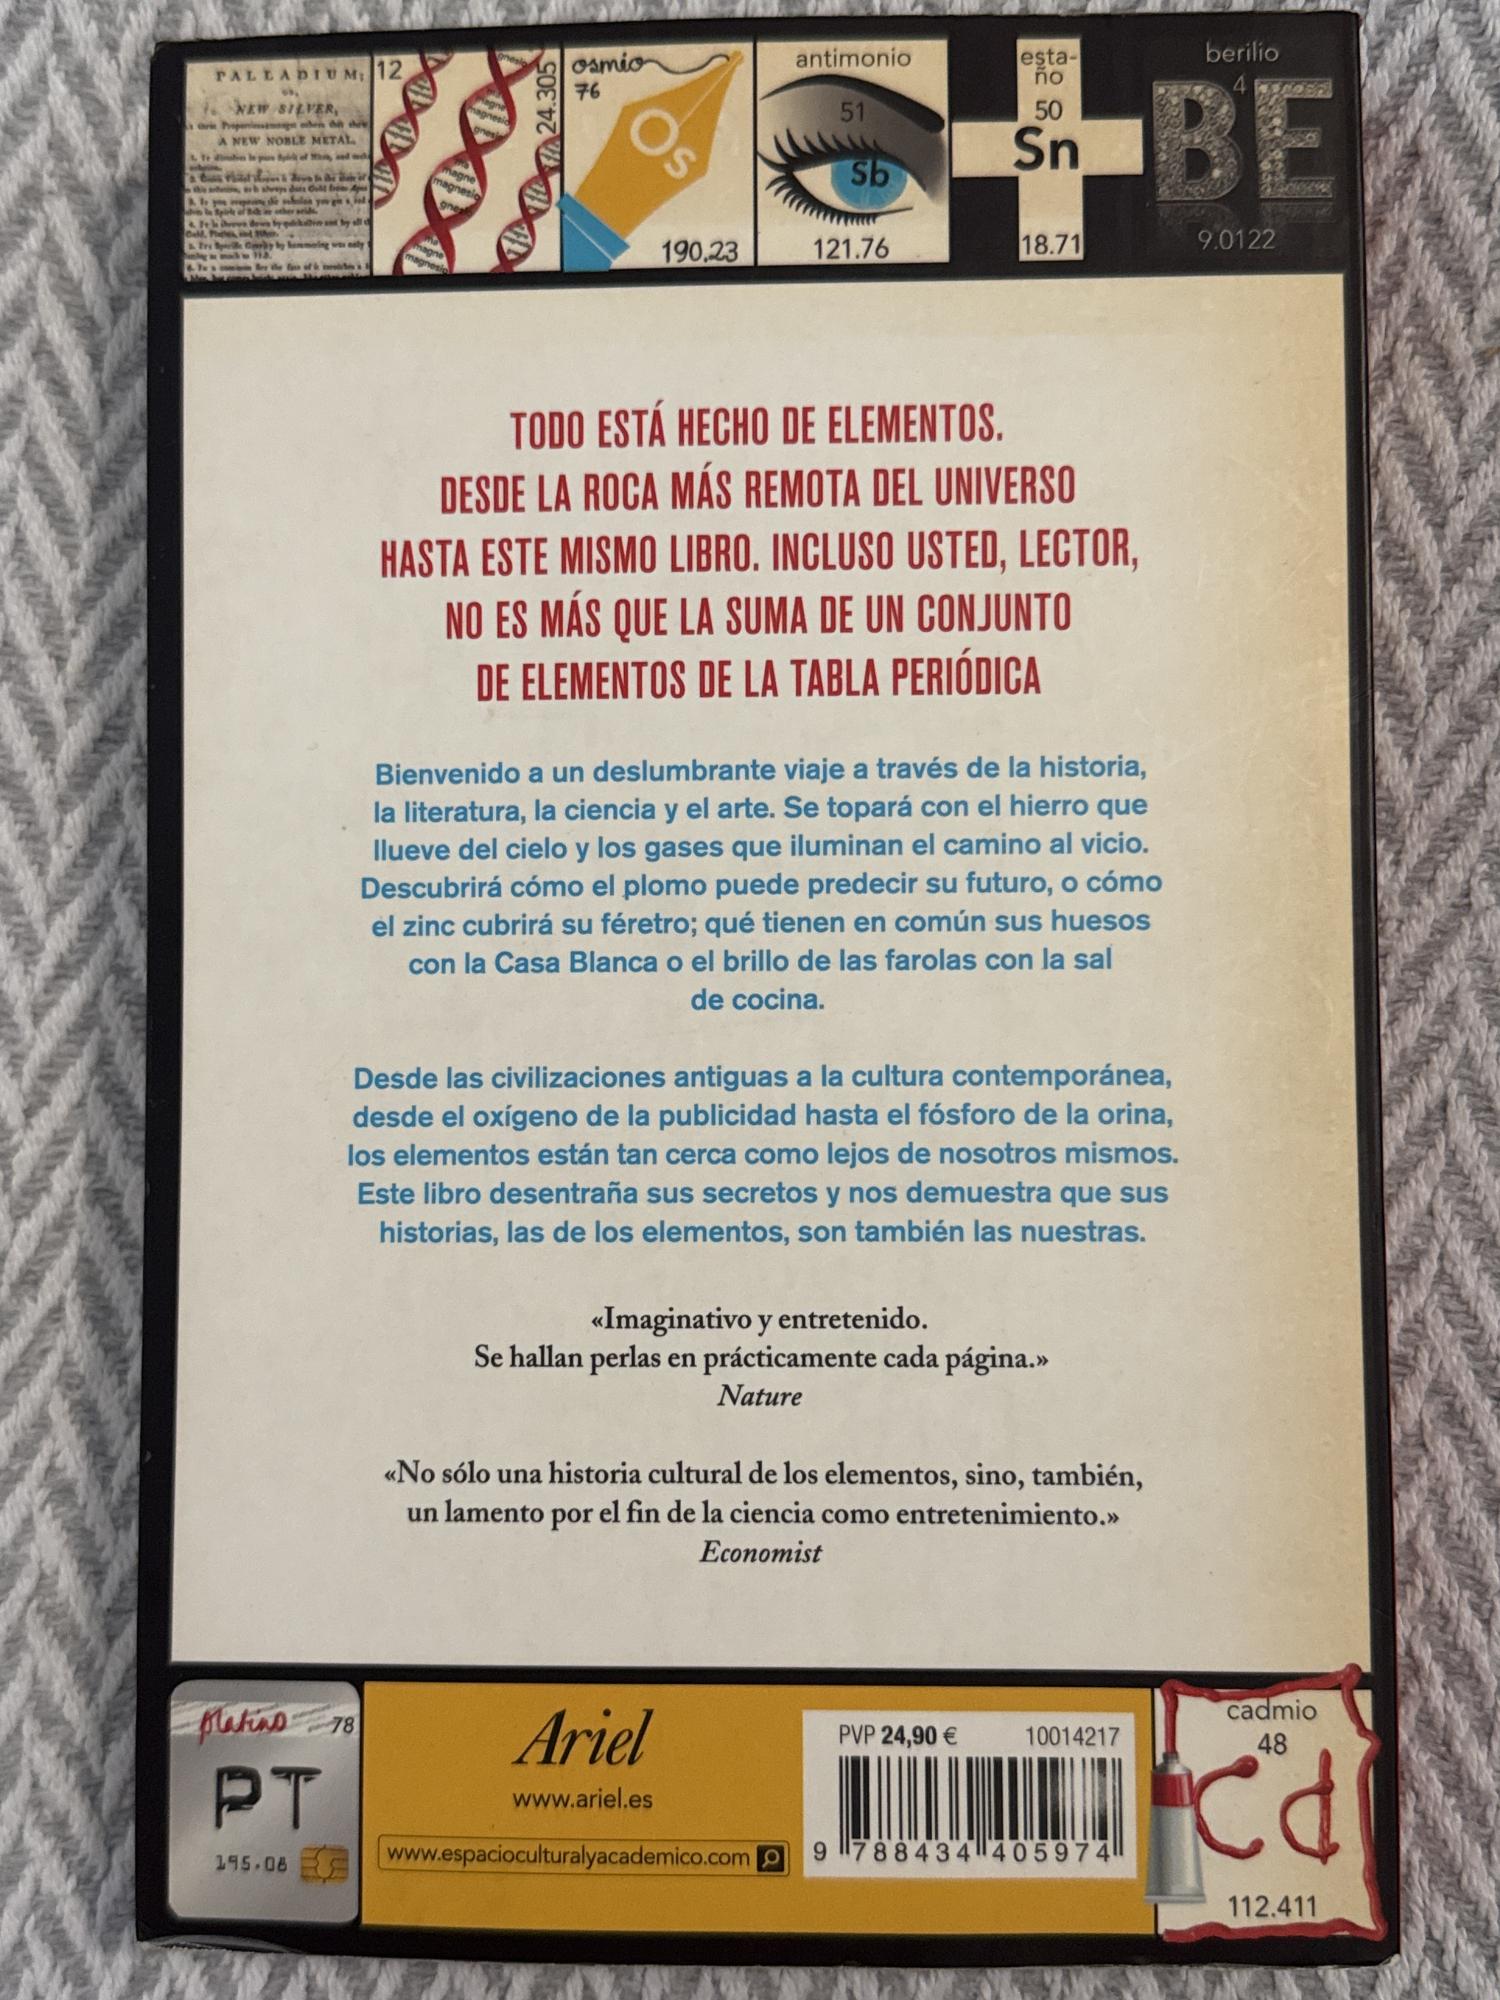 PALLADIUM;
OR,
NEW SILVER,
A NEW NOBLE METAL.
12
24.305
magnesio
osmio
76
Os
190.23
antimonio
51
Sb
121.76
esta-
ño
50
Sn
18.71
berilio
4
BE
9.0122
TODO ESTÁ HECHO DE ELEMENTOS.
DESDE LA ROCA MÁS REMOTA DEL UNIVERSO
HASTA ESTE MISMO LIBRO. INCLUSO USTED, LECTOR,
NO ES MÁS QUE LA SUMA DE UN CONJUNTO
DE ELEMENTOS DE LA TABLA PERIÓDICA
Bienvenido a un deslumbrante viaje a través de la historia,
la literatura, la ciencia y el arte. Se topará con el hierro que
llueve del cielo y los gases que iluminan el camino al vicio.
Descubrirá cómo el plomo puede predecir su futuro, o cómo
el zinc cubrirá su féretro; qué tienen en común sus huesos
con la Casa Blanca o el brillo de las farolas con la sal
de cocina.
Desde las civilizaciones antiguas a la cultura contemporánea,
desde el oxígeno de la publicidad hasta el fósforo de la orina,
los elementos están tan cerca como lejos de nosotros mismos.
Este libro desentraña sus secretos y nos demuestra que sus
historias, las de los elementos, son también las nuestras.
«Imaginativo y entretenido.
Se hallan perlas en prácticamente cada página.»
Nature
«No sólo una historia cultural de los elementos, sino, también,
un lamento por el fin de la ciencia como entretenimiento.»
Economist
platino
78
PT
195.08
Ariel
www.ariel.es
www.espacioculturalyacademico.com
PVP 24,90 € 10014217
9 788434 405974
cadmio
48
Cd
112.411